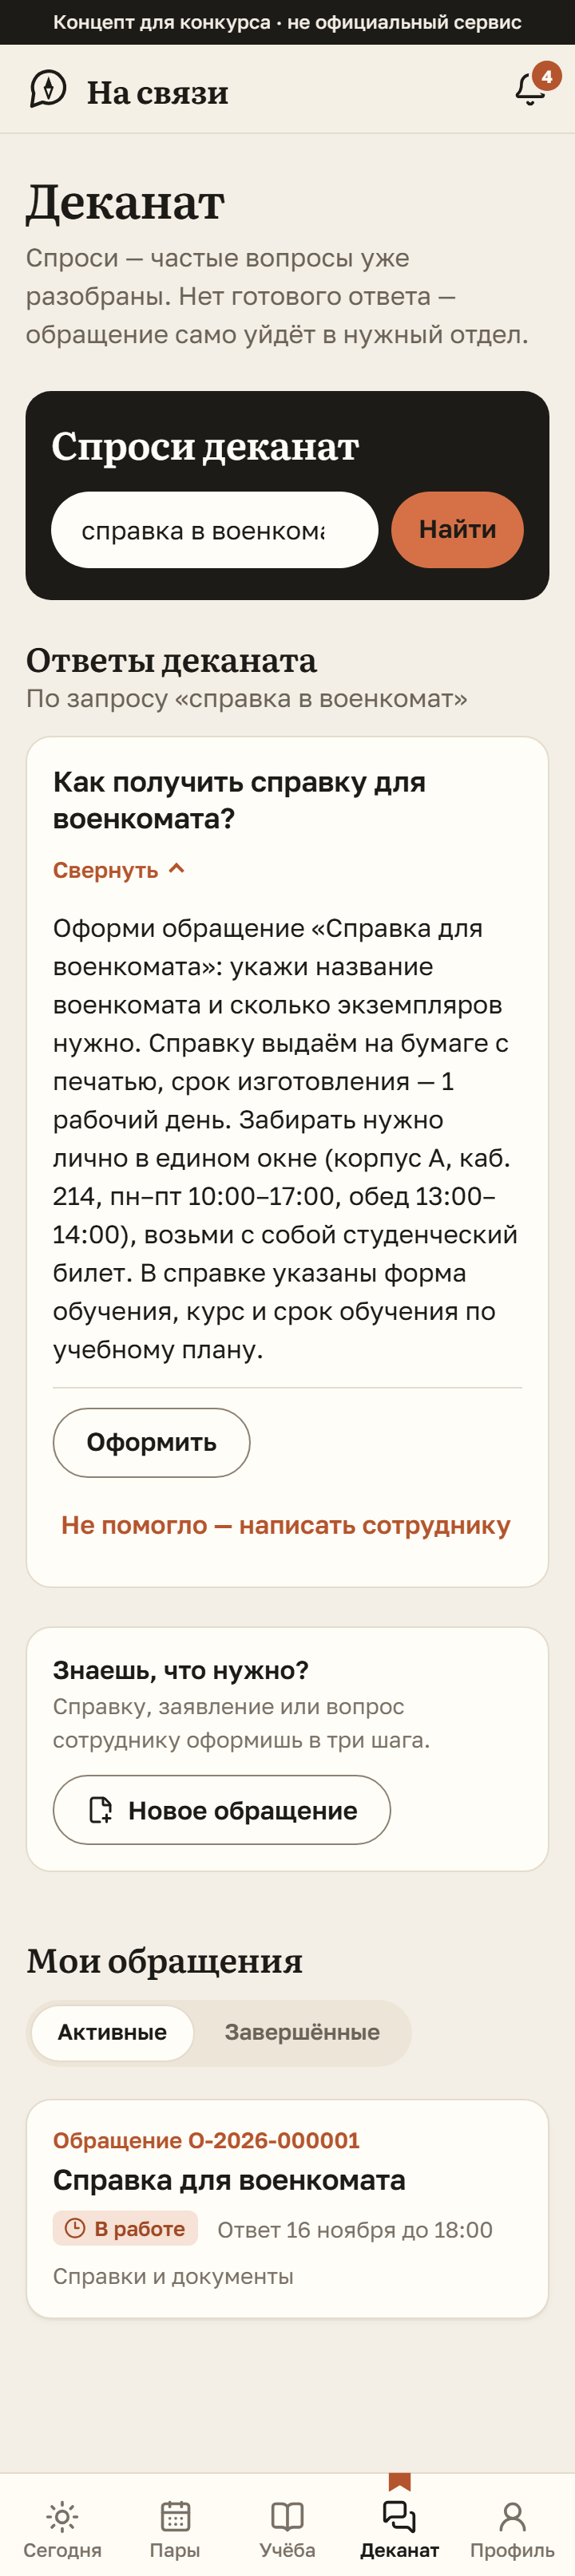 Концепт для конкурса · не официальный сервис
На связи
4
Деканат
Спроси — частые вопросы уже
разобраны. Нет готового ответа —
обращение само уйдёт в нужный отдел.
Спроси деканат
справка в военкома
Найти
Ответы деканата
По запросу «справка в военкомат»
Как получить справку для
военкомата?
Свернуть
Оформи обращение «Справка для
военкомата»: укажи название
военкомата и сколько экземпляров
нужно. Справку выдаём на бумаге с
печатью, срок изготовления — 1
рабочий день. Забирать нужно
лично в едином окне (корпус А, каб.
214, пн–пт 10:00–17:00, обед 13:00–
14:00), возьми с собой студенческий
билет. В справке указаны форма
обучения, курс и срок обучения по
учебному плану.
Оформить
Не помогло — написать сотруднику
Знаешь, что нужно?
Справку, заявление или вопрос
сотруднику оформишь в три шага.
Новое обращение
Мои обращения
Активные
Завершённые
Обращение О-2026-000001
Справка для военкомата
В работе
Ответ 16 ноября до 18:00
Справки и документы
Сегодня
Пары
Учёба
Деканат
Профиль